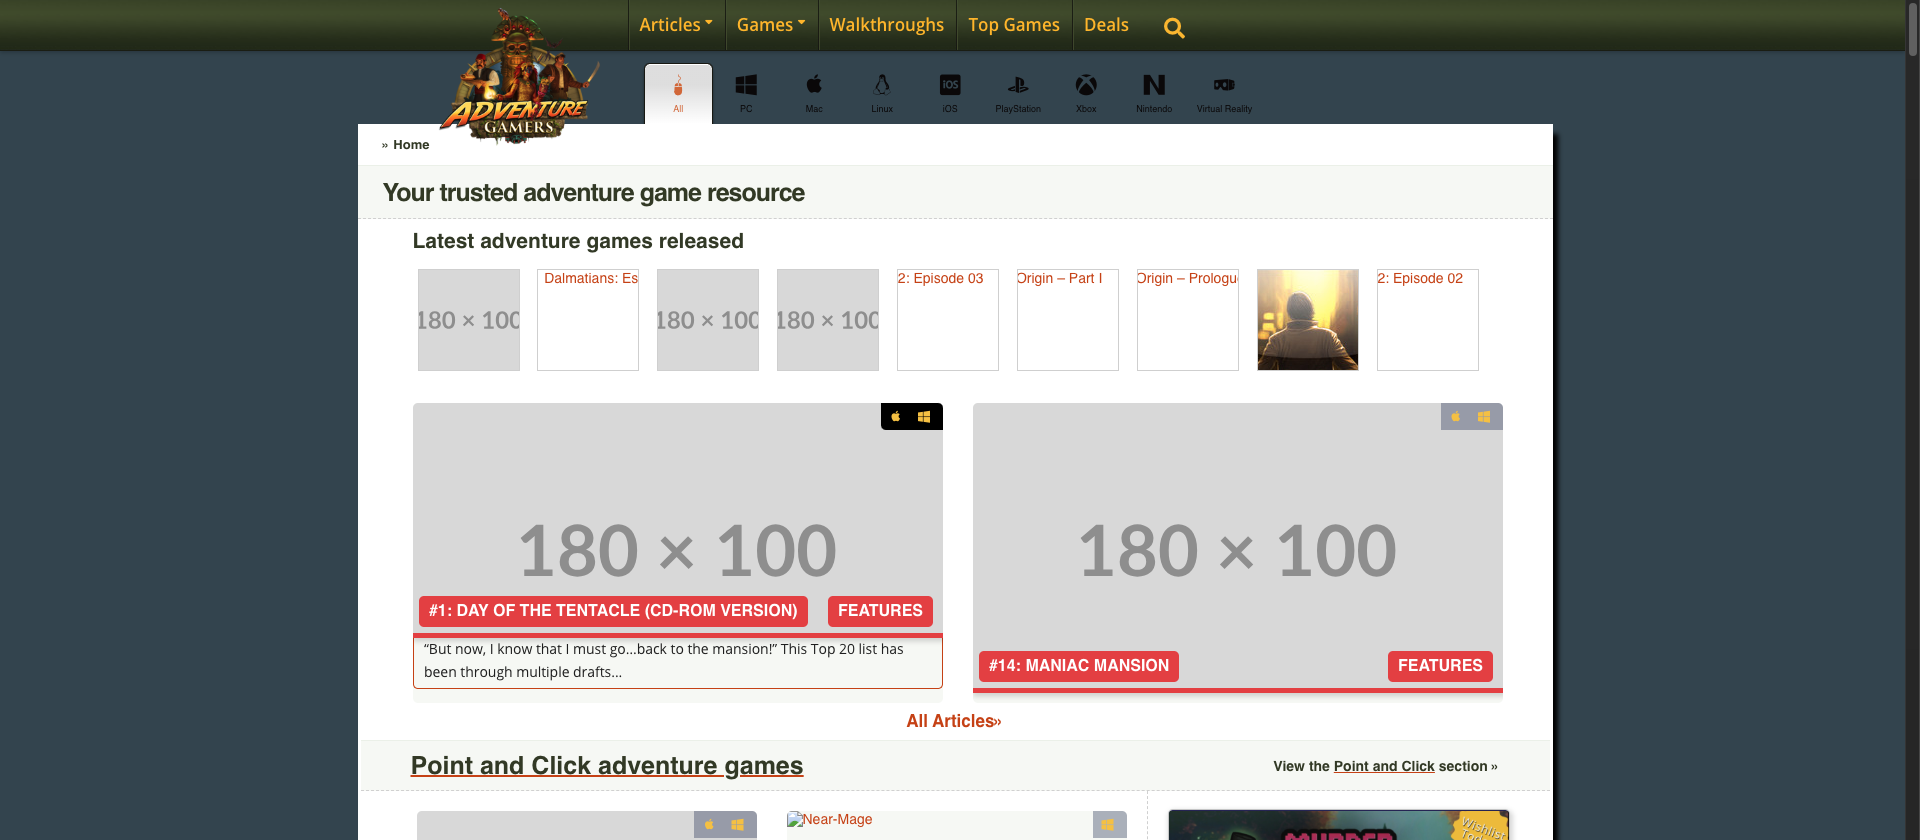 Articles
Games
Walkthroughs
Top Games
Deals
ADVENTURE
GAMERS
All
PC
Mac
Linux
iOS
iOS
PlayStation
Xbox
Nintendo
Virtual Reality
» Home
Your trusted adventure game resource
Latest adventure games released
180 × 100
Dalmatians: Es
180 × 100
180 × 100
2: Episode 03
Origin – Part I
Origin – Prologu
2: Episode 02
180 × 100
#1: DAY OF THE TENTACLE (CD-ROM VERSION)
FEATURES
“But now, I know that I must go…back to the mansion!” This Top 20 list has
been through multiple drafts…
180 × 100
#14: MANIAC MANSION
FEATURES
All Articles»
Point and Click adventure games
View the Point and Click section »
Near-Mage
MURDER
Wishlist